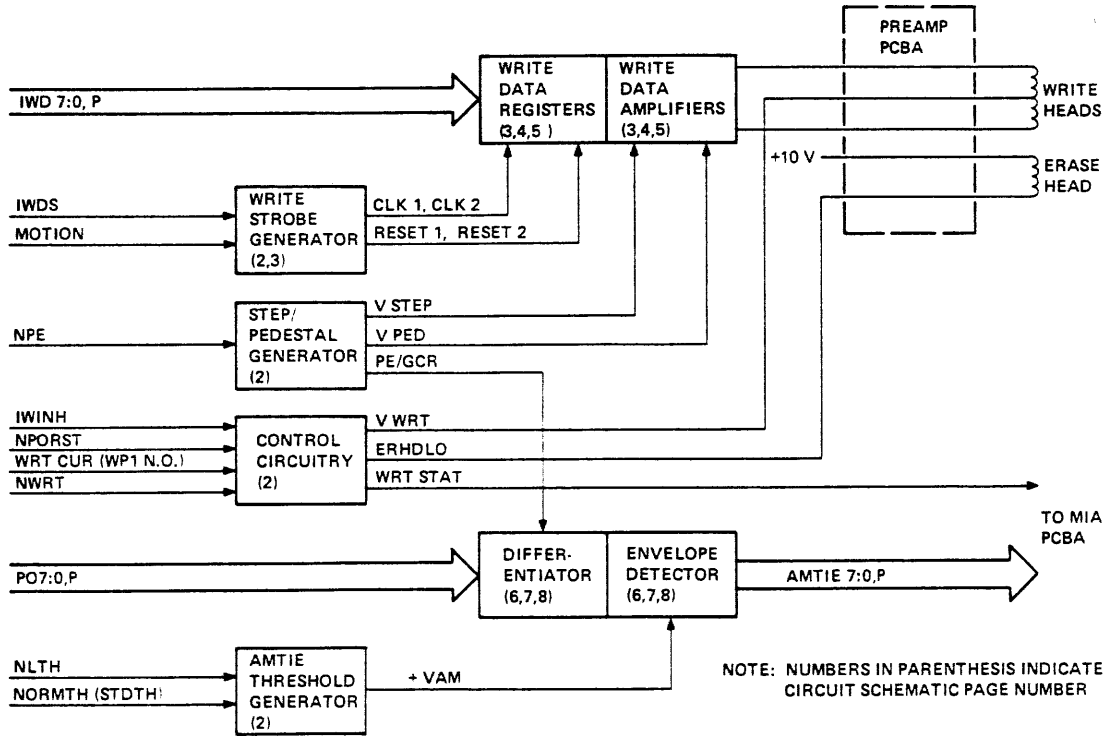 PREAMP
PCBA
IWD 7:0, P
WRITE
DATA
REGISTERS
(3,4,5 )
WRITE
DATA
AMPLIFIERS
(3,4,5)
WRITE
HEADS
+10 V
ERASE
HEAD
IWDS
MOTION
WRITE
STROBE
GENERATOR
(2,3)
CLK 1, CLK 2
RESET 1, RESET 2
NPE
STEP/
PEDESTAL
GENERATOR
(2)
V STEP
V PED
PE/GCR
IWINH
NPORST
WRT CUR (WP1 N.O.)
NWRT
CONTROL
CIRCUITRY
(2)
V WRT
ERHDLO
WRT STAT
TO MIA
PCBA
PO7:0,P
DIFFER-
ENTIATOR
(6,7,8)
ENVELOPE
DETECTOR
(6,7,8)
AMTIE 7:0,P
NLTH
NORMTH (STDTH)
AMTIE
THRESHOLD
GENERATOR
(2)
+ VAM
NOTE: NUMBERS IN PARENTHESIS INDICATE
CIRCUIT SCHEMATIC PAGE NUMBER